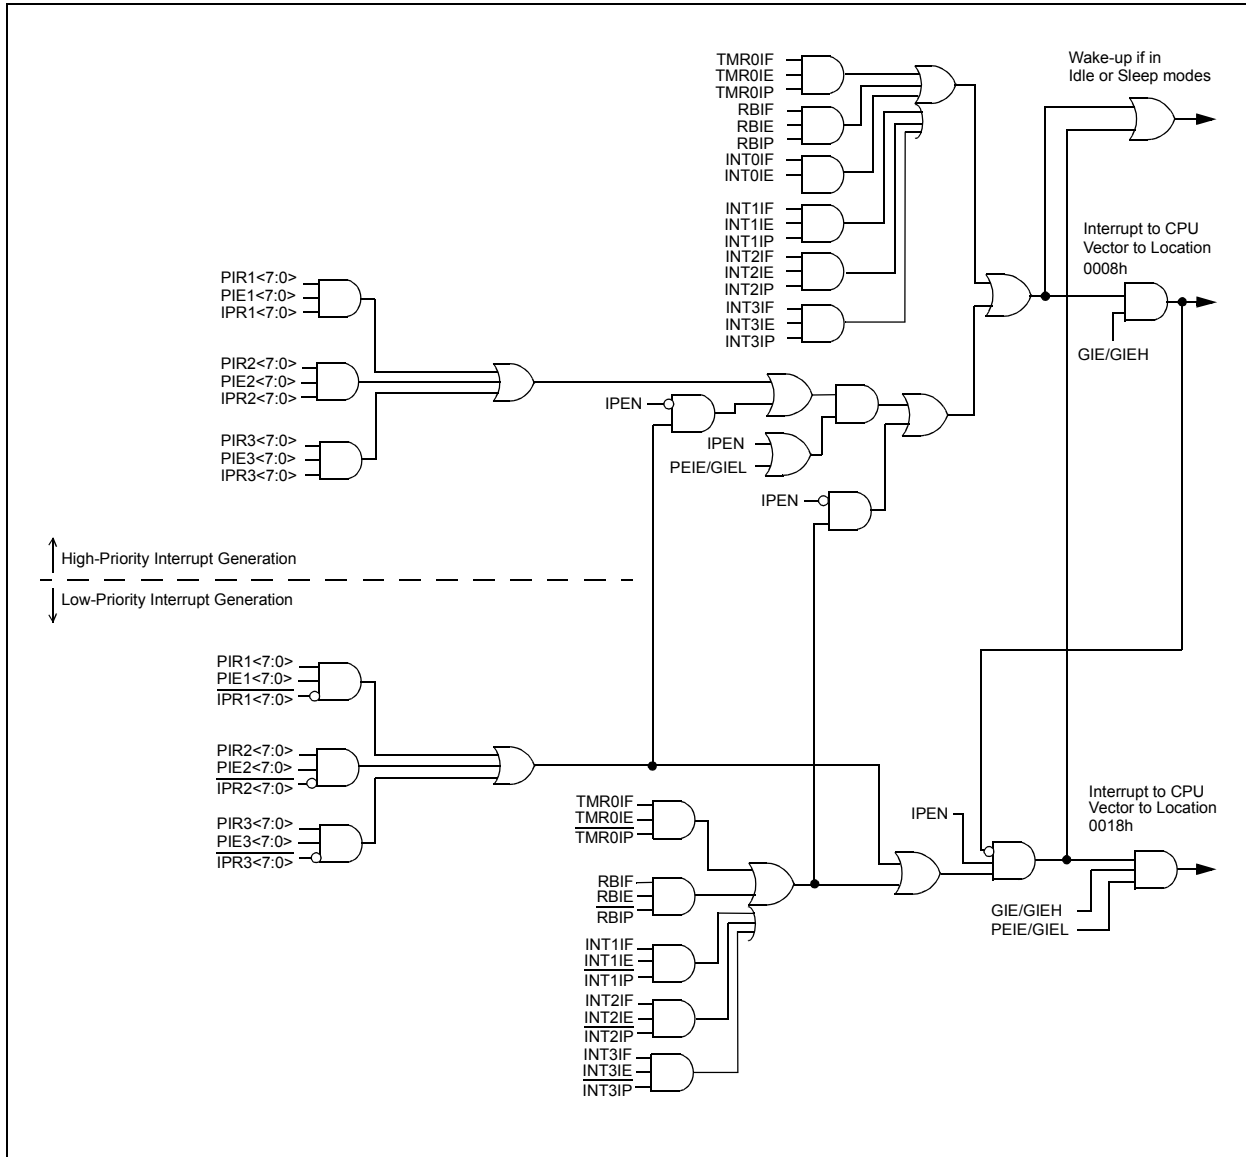 TMR0IF
TMR0IE
TMR0IP
RBIF
RBIE
RBIP
INT0IF
INT0IE
INT1IF
INT1IE
INT1IP
INT2IF
INT2IE
INT2IP
INT3IF
INT3IE
INT3IP
Wake-up if in
Idle or Sleep modes
Interrupt to CPU
Vector to Location
0008h
GIE/GIEH
PIR1<7:0>
PIE1<7:0>
IPR1<7:0>
PIR2<7:0>
PIE2<7:0>
IPR2<7:0>
PIR3<7:0>
PIE3<7:0>
IPR3<7:0>
IPEN
IPEN
PEIE/GIEL
IPEN
High-Priority Interrupt Generation
Low-Priority Interrupt Generation
PIR1<7:0>
PIE1<7:0>
IPR1<7:0>
PIR2<7:0>
PIE2<7:0>
IPR2<7:0>
PIR3<7:0>
PIE3<7:0>
IPR3<7:0>
TMR0IF
TMR0IE
TMR0IP
RBIF
RBIE
RBIP
INT1IF
INT1IE
INT1IP
INT2IF
INT2IE
INT2IP
INT3IF
INT3IE
INT3IP
IPEN
Interrupt to CPU
Vector to Location
0018h
GIE/GIEH
PEIE/GIEL